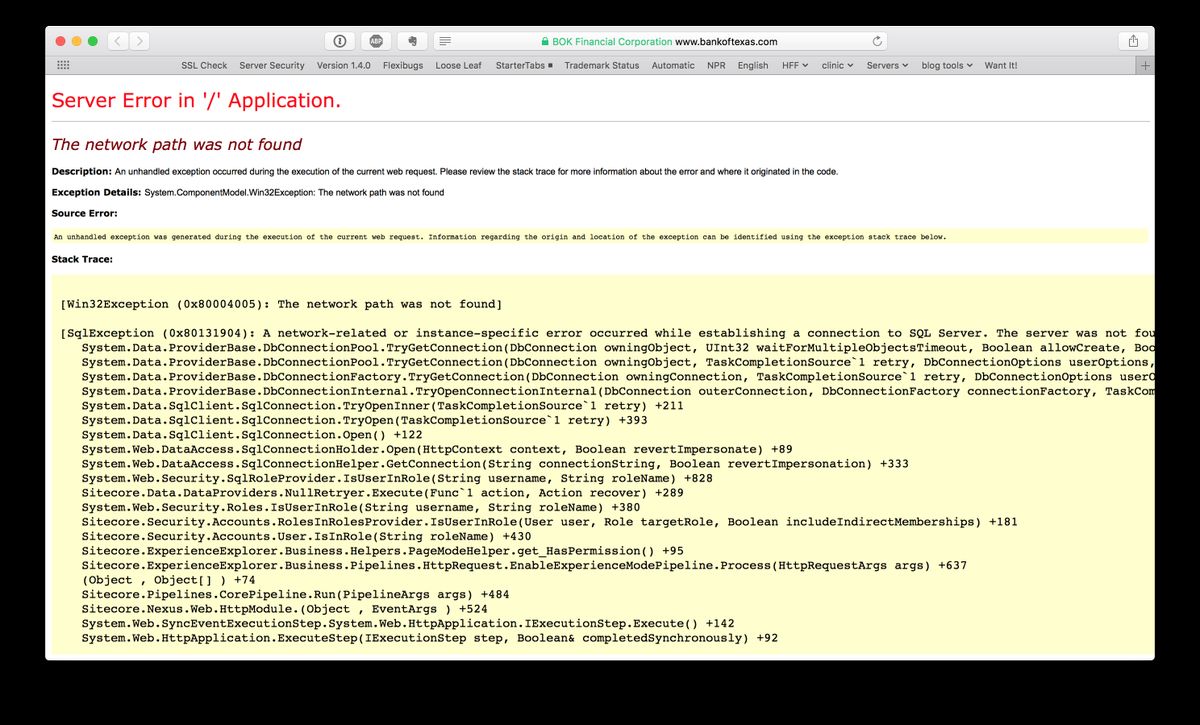 ABP
BOK Financial Corporation www.bankoftexas.com
SSL Check Server Security Version 1.4.0 Flexibugs Loose Leaf StarterTabs Trademark Status Automatic NPR English HFF clinic Servers blog tools Want It!
Server Error in '/' Application.
The network path was not found
Description: An unhandled exception occurred during the execution of the current web request. Please review the stack trace for more information about the error and where it originated in the code.
Exception Details: System.ComponentModel.Win32Exception: The network path was not found
Source Error:
An unhandled exception was generated during the execution of the current web request. Information regarding the origin and location of the exception can be identified using the exception stack trace below.
Stack Trace:
[Win32Exception (0x80004005): The network path was not found]
[SqlException (0x80131904): A network-related or instance-specific error occurred while establishing a connection to SQL Server. The server was not fou
System.Data.ProviderBase.DbConnectionPool.TryGetConnection(DbConnection owningObject, UInt32 waitForMultipleObjectsTimeout, Boolean allowCreate, Boo
System.Data.ProviderBase.DbConnectionPool.TryGetConnection(DbConnection owningObject, TaskCompletionSource`1 retry, DbConnectionOptions userOptions,
System.Data.ProviderBase.DbConnectionFactory.TryGetConnection(DbConnection owningConnection, TaskCompletionSource`1 retry, DbConnectionOptions userO
System.Data.ProviderBase.DbConnectionInternal.TryOpenConnectionInternal(DbConnection outerConnection, DbConnectionFactory connectionFactory, TaskCom
System.Data.SqlClient.SqlConnection.TryOpenInner(TaskCompletionSource`1 retry) +211
System.Data.SqlClient.SqlConnection.TryOpen(TaskCompletionSource`1 retry) +393
System.Data.SqlClient.SqlConnection.Open() +122
System.Web.DataAccess.SqlConnectionHolder.Open(HttpContext context, Boolean revertImpersonate) +89
System.Web.DataAccess.SqlConnectionHelper.GetConnection(String connectionString, Boolean revertImpersonation) +333
System.Web.Security.SqlRoleProvider.IsUserInRole(String username, String roleName) +828
Sitecore.Data.DataProviders.NullRetryer.Execute(Func`1 action, Action recover) +289
System.Web.Security.Roles.IsUserInRole(String username, String roleName) +380
Sitecore.Security.Accounts.RolesInRolesProvider.IsUserInRole(User user, Role targetRole, Boolean includeIndirectMemberships) +181
Sitecore.Security.Accounts.User.IsInRole(String roleName) +430
Sitecore.ExperienceExplorer.Business.Helpers.PageModeHelper.get_HasPermission() +95
Sitecore.ExperienceExplorer.Business.Pipelines.HttpRequest.EnableExperienceModePipeline.Process(HttpRequestArgs args) +637
(Object , Object[] ) +74
Sitecore.Pipelines.CorePipeline.Run(PipelineArgs args) +484
Sitecore.Nexus.Web.HttpModule.(Object , EventArgs ) +524
System.Web.SyncEventExecutionStep.System.Web.HttpApplication.IExecutionStep.Execute() +142
System.Web.HttpApplication.ExecuteStep(IExecutionStep step, Boolean& completedSynchronously) +92